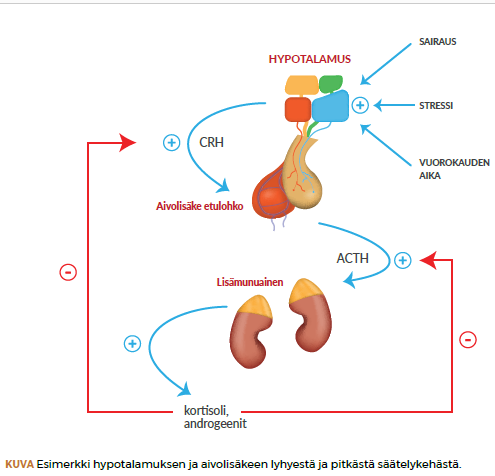 SAIRAUS
HYPOTALAMUS
+
STRESSI
+
CRH
VUOROKAUDEN
AIKA
Aivolisäke etulohko
ACTH
+
-
Lisämunuainen
-
+
kortisoli,
androgeenit
KUVA Esimerkki hypotalamuksen ja aivolisäkeen lyhyestä ja pitkästä säätelykehästä.